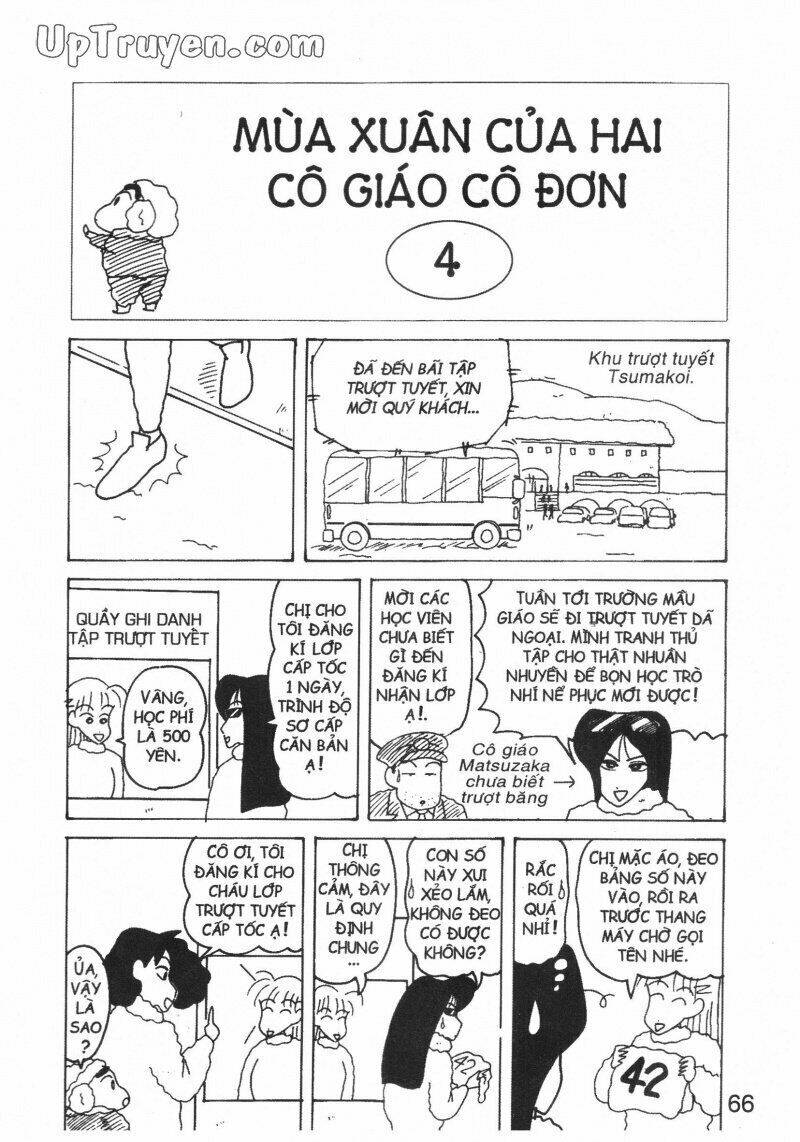 UpTruyen.com
MÙA XUÂN CỦA HAI
CÔ GIÁO CÔ ĐƠN
4
Khu trượt tuyết
Tsumakoi.
ĐÃ ĐẾN BÃI TẬP
TRƯỢT TUYẾT, XIN
MỜI QUÝ KHÁCH...
TUẦN TỚI TRƯỜNG MẪU
GIÁO SẼ ĐI TRƯỢT TUYẾT DÃ
NGOẠI. MÌNH TRANH THỦ
TẬP CHO THẬT NHUẦN
NHUYỄN ĐỂ BỌN HỌC TRÒ
NHÍ NỂ PHỤC MỚI ĐƯỢC!
MỜI CÁC
HỌC VIÊN
CHƯA BIẾT
GÌ ĐẾN
ĐĂNG KÍ
NHẬN LỚP
Ạ!.
Cô giáo
Matsuzaka
chưa biết →
trượt băng
CHỊ CHO
TÔI ĐĂNG
KÍ LỚP
CẤP TỐC
1 NGÀY,
TRÌNH ĐỘ
SƠ CẤP
CĂN BẢN
Ạ!
QUẦY GHI DANH
TẬP TRƯỢT TUYẾT
VÂNG,
HỌC PHÍ
LÀ 500
YÊN.
CHỊ MẶC ÁO, ĐEO
BẢNG SỐ NÀY
VÀO, RỒI RA
TRƯỚC THANG
MÁY CHỜ GỌI
TÊN NHÉ.
RẮC
RỐI
QUÁ
NHỈ!
42
CON SỐ
NÀY XUI
XẺO LẮM,
KHÔNG ĐEO
CÓ ĐƯỢC
KHÔNG?
CHỊ
THÔNG
CẢM, ĐÂY
LÀ QUY
ĐỊNH
CHUNG
...
42
CÔ ƠI, TÔI
ĐĂNG KÍ CHO
CHÁU LỚP
TRƯỢT TUYẾT
CẤP TỐC Ạ!
ỦA,
VẬY
LÀ
SAO
?
66